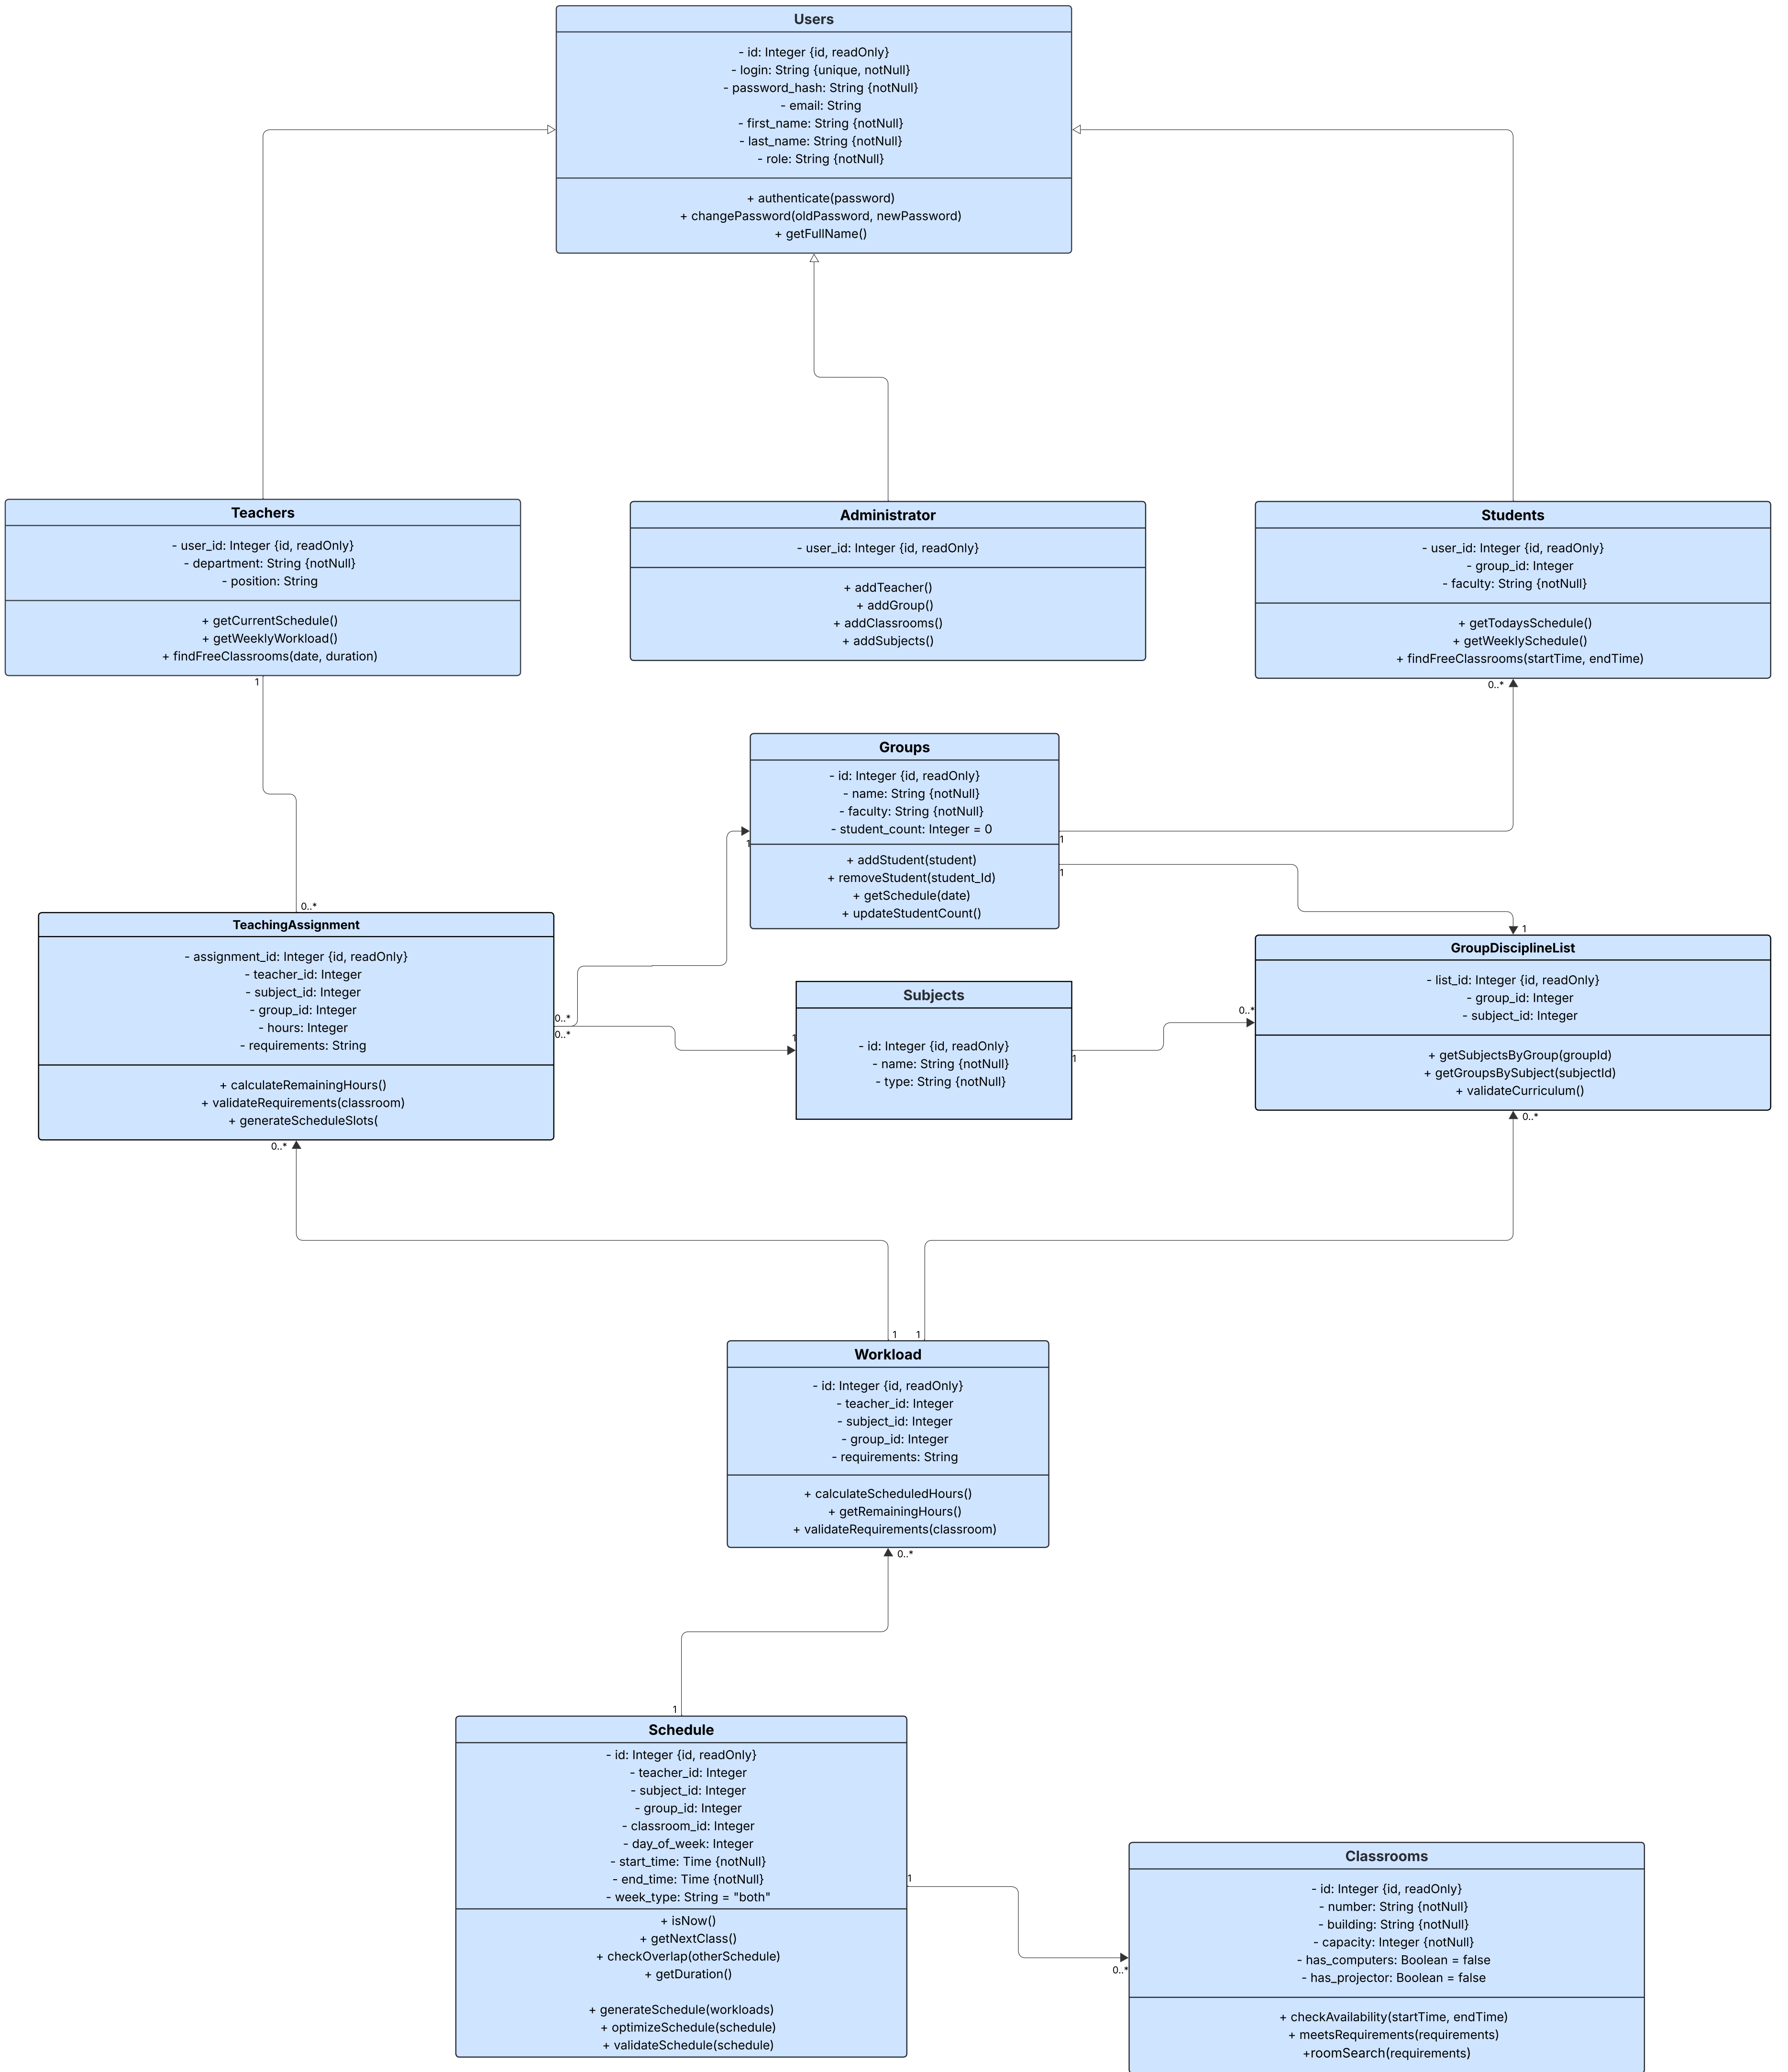 Users
- id: Integer {id, readOnly}
- login: String {unique, notNull}
- password_hash: String {notNull}
- email: String
- first_name: String {notNull}
- last_name: String {notNull}
- role: String {notNull}
+ authenticate(password)
+ changePassword(oldPassword, newPassword)
+ getFullName()
Teachers
- user_id: Integer {id, readOnly}
- department: String {notNull}
- position: String
+ getCurrentSchedule()
+ getWeeklyWorkload()
+ findFreeClassrooms(date, duration)
1
Administrator
- user_id: Integer {id, readOnly}
+ addTeacher()
+ addGroup()
+ addClassrooms()
+ addSubjects()
Students
- user_id: Integer {id, readOnly}
- group_id: Integer
- faculty: String {notNull}
+ getTodaysSchedule()
+ getWeeklySchedule()
+ findFreeClassrooms(startTime, endTime)
0..*
Groups
- id: Integer {id, readOnly}
- name: String {notNull}
- faculty: String {notNull}
- student_count: Integer = 0
1
1
+ addStudent(student)
+ removeStudent(student_Id)
+ getSchedule(date)
+ updateStudentCount()
1
0..*
TeachingAssignment
- assignment_id: Integer {id, readOnly}
- teacher_id: Integer
- subject_id: Integer
- group_id: Integer
- hours: Integer
- requirements: String
+ calculateRemainingHours()
+ validateRequirements(classroom)
+ generateScheduleSlots(
0..*
0..*
0..*
Subjects
- id: Integer {id, readOnly}
- name: String {notNull}
- type: String {notNull}
1
1
1
GroupDisciplineList
- list_id: Integer {id, readOnly}
- group_id: Integer
- subject_id: Integer
+ getSubjectsByGroup(groupId)
+ getGroupsBySubject(subjectId)
+ validateCurriculum()
0..*
0..*
1
1
Workload
- id: Integer {id, readOnly}
- teacher_id: Integer
- subject_id: Integer
- group_id: Integer
- requirements: String
+ calculateScheduledHours()
+ getRemainingHours()
+ validateRequirements(classroom)
0..*
1
Schedule
- id: Integer {id, readOnly}
- teacher_id: Integer
- subject_id: Integer
- group_id: Integer
- classroom_id: Integer
- day_of_week: Integer
- start_time: Time {notNull}
- end_time: Time {notNull}
- week_type: String = "both"
+ isNow()
+ getNextClass()
+ checkOverlap(otherSchedule)
+ getDuration()
+ generateSchedule(workloads)
+ optimizeSchedule(schedule)
+ validateSchedule(schedule)
1
0..*
Classrooms
- id: Integer {id, readOnly}
- number: String {notNull}
- building: String {notNull}
- capacity: Integer {notNull}
- has_computers: Boolean = false
- has_projector: Boolean = false
+ checkAvailability(startTime, endTime)
+ meetsRequirements(requirements)
+roomSearch(requirements)